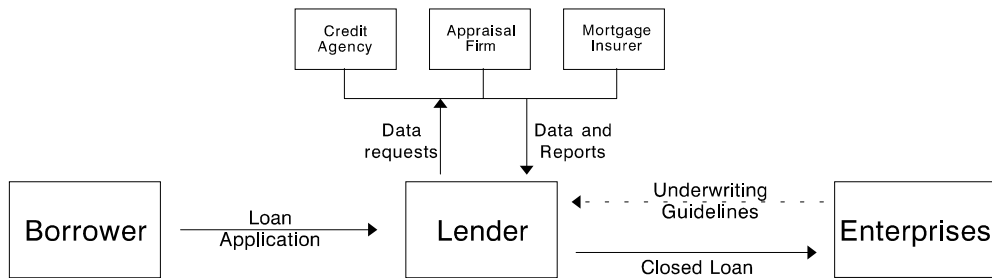 Credit
Agency
Appraisal
Firm
Mortgage
Insurer
Data
requests
Data and
Reports
Borrower
Loan
Application
Lender
Underwriting
Guidelines
Closed Loan
Enterprises